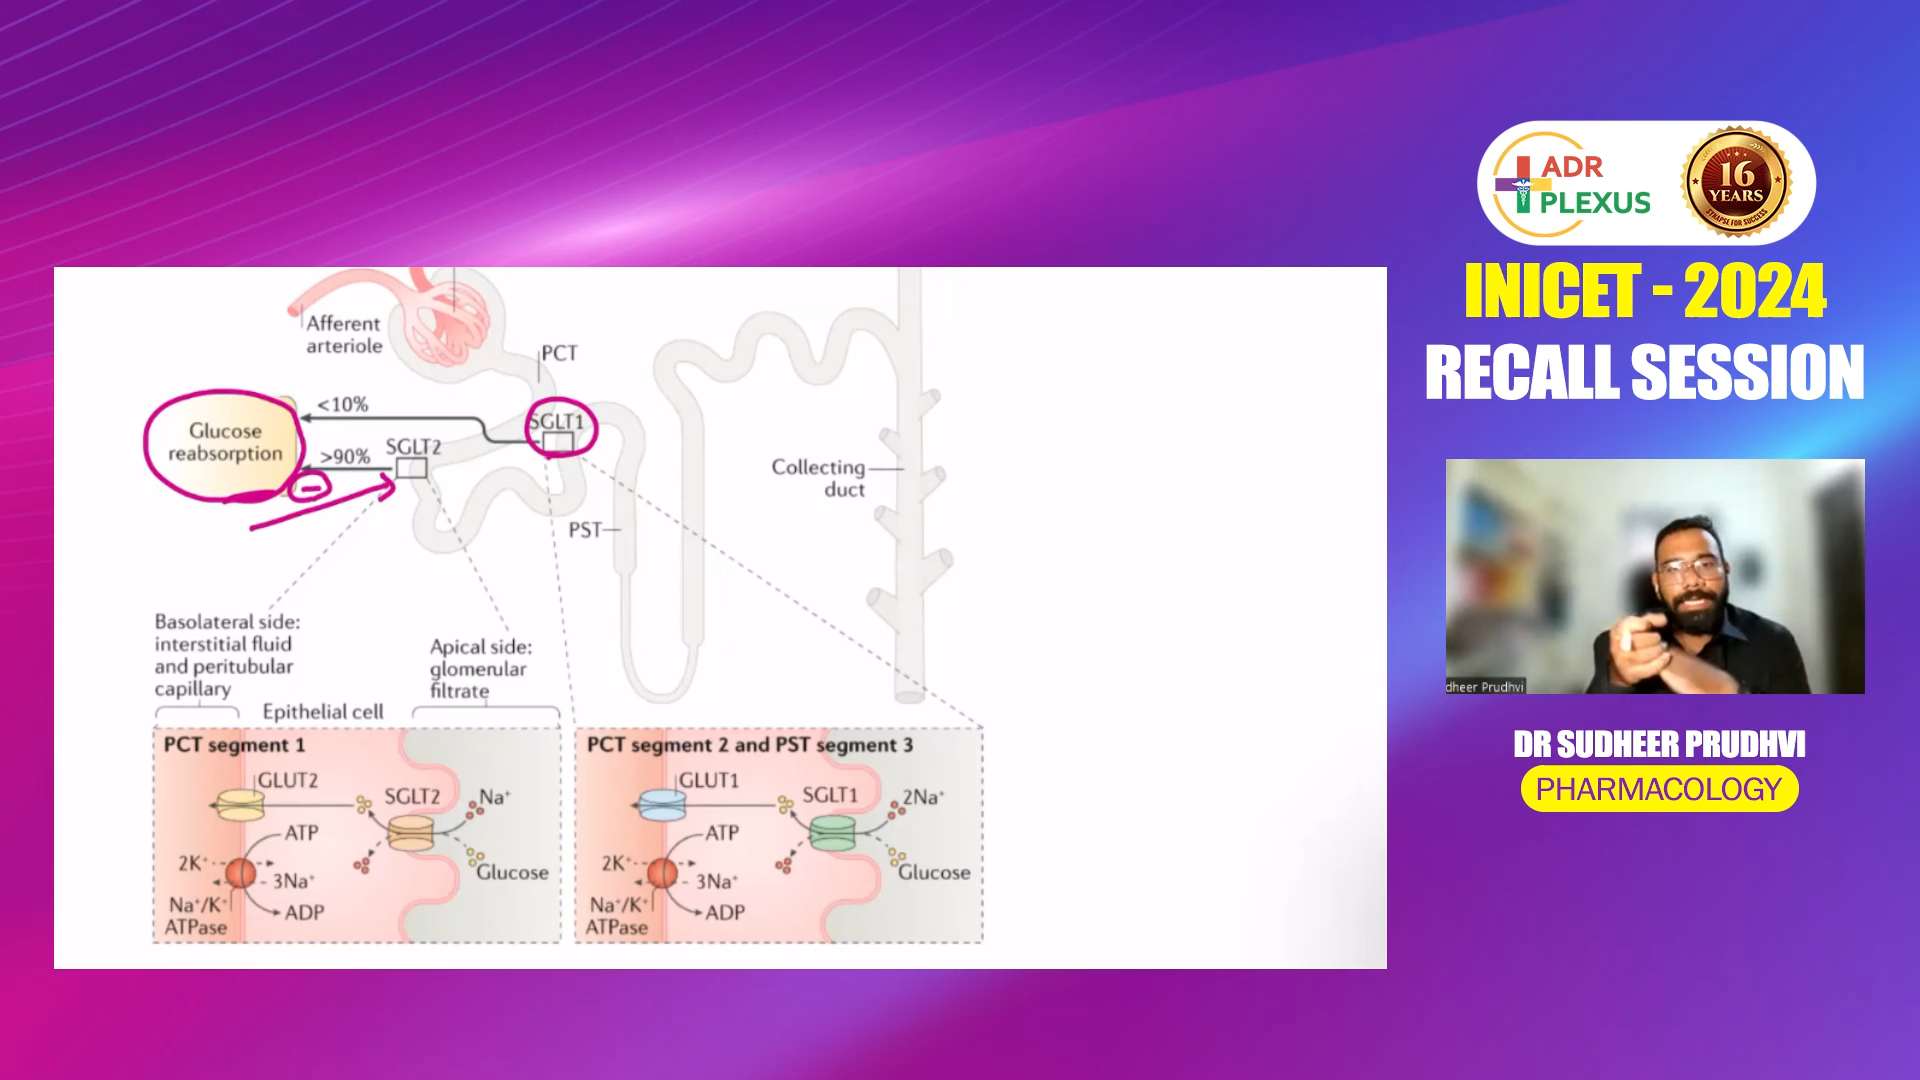 ADR
PLEXUS
16
YEARS
SYNAPSE FOR SUCCESS
INICET - 2024
RECALL SESSION
Afferent
arteriole
PCT
<10%
SGLT1
Glucose
reabsorption
>90%
SGLT2
Collecting
duct
PST
Basolateral side:
interstitial fluid
and peritubular
capillary
Apical side:
glomerular
filtrate
Epithelial cell
PCT segment 1
GLUT2
SGLT2
Na⁺
ATP
2K⁺
3Na⁺
Glucose
Na⁺/K⁺
ATPase
ADP
PCT segment 2 and PST segment 3
GLUT1
SGLT1
2Na⁺
ATP
2K⁺
3Na⁺
Glucose
Na⁺/K⁺
ATPase
ADP
dheer Prudhvi
DR SUDHEER PRUDHVI
PHARMACOLOGY